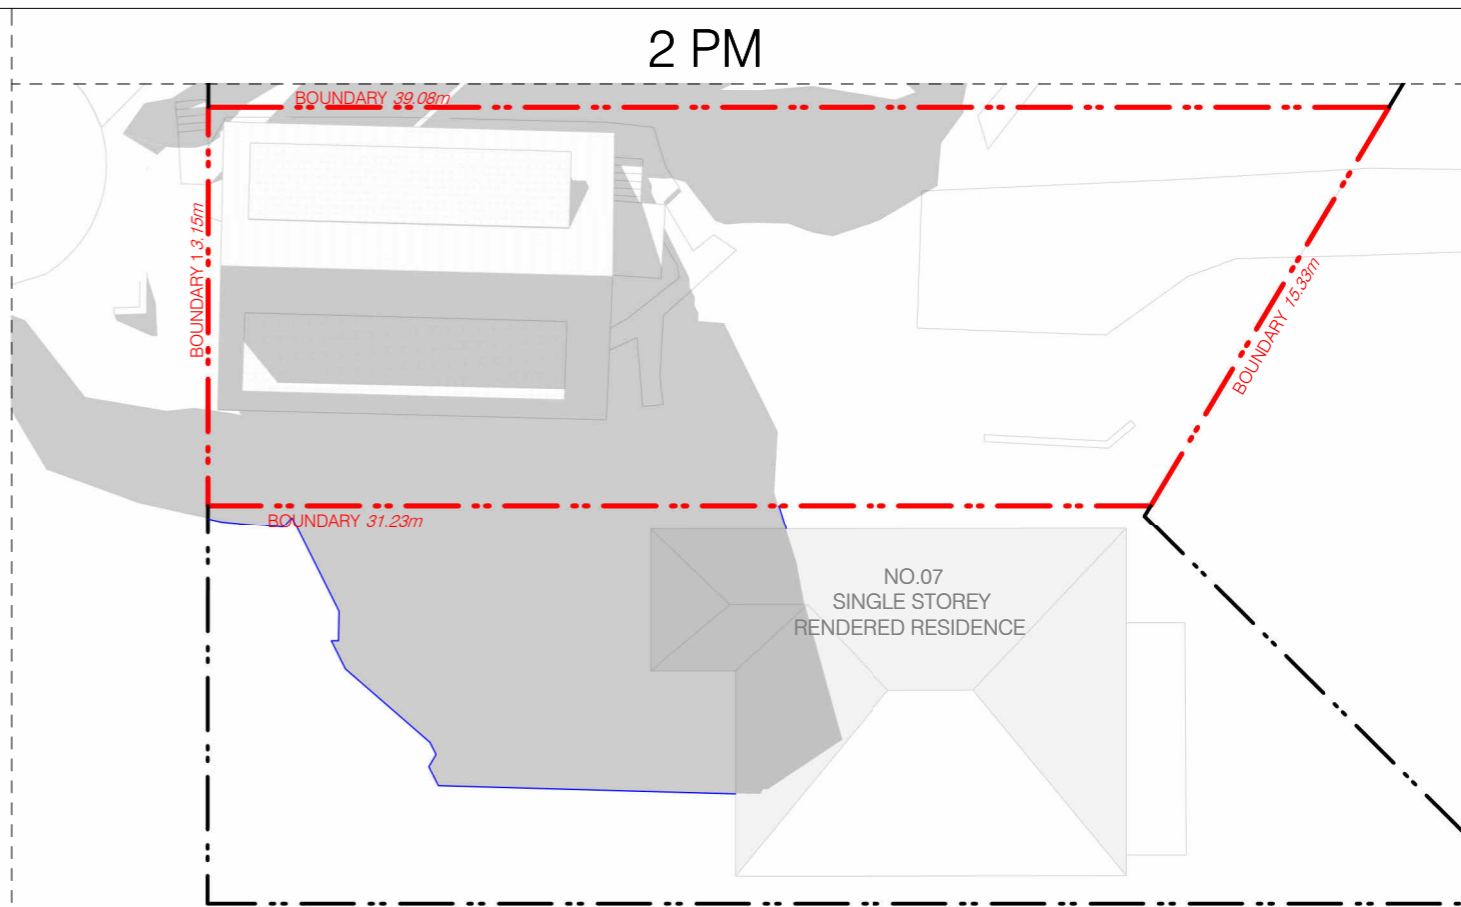 2 PM
BOUNDARY 39.08m
BOUNDARY 13.15m
BOUNDARY 15.33m
BOUNDARY 31.23m
NO.07
SINGLE STOREY
RENDERED RESIDENCE